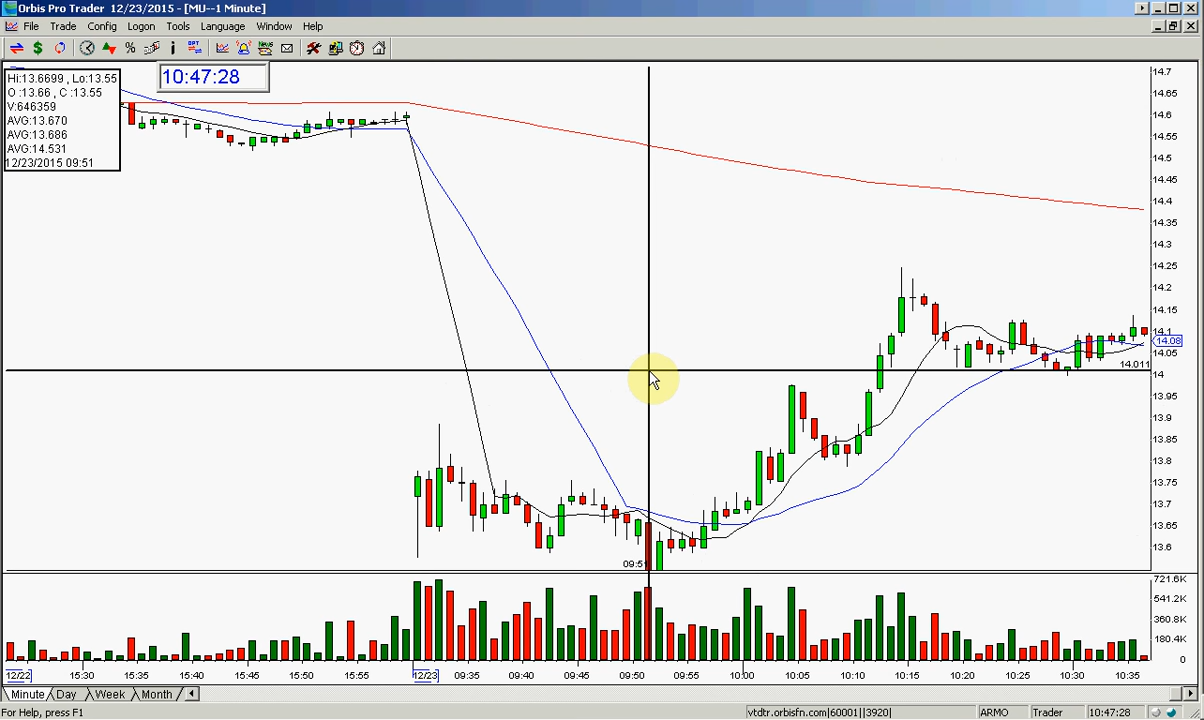 Orbis Pro Trader 12/23/2015 - [MU--1 Minute]
File Trade Config Logon Tools Language Window Help
10:47:28
Hi:13.6699 , Lo:13.55
O :13.66 , C :13.55
V:646359
AVG:13.670
AVG:13.686
AVG:14.531
12/23/2015 09:51
14.7
14.65
14.6
14.55
14.5
14.45
14.4
14.35
14.3
14.25
14.2
14.15
14.1
14.08
14.05
14.011
14
13.95
13.9
13.85
13.8
13.75
13.7
13.65
13.6
09:51
721.6K
541.2K
360.8K
180.4K
0
12/22 15:30 15:35 15:40 15:45 15:50 15:55 12/23 09:35 09:40 09:45 09:50 09:55 10:00 10:05 10:10 10:15 10:20 10:25 10:30 10:35
Minute Day Week Month
For Help, press F1
vtdtr.orbisfn.com|60001||3920| ARMO Trader 10:47:28